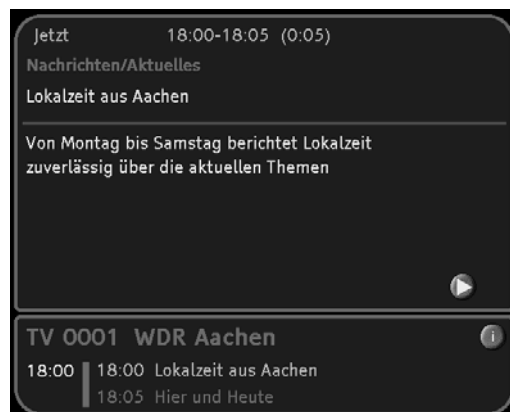 Jetzt 18:00-18:05 (0:05)
Nachrichten/Aktuelles
Lokalzeit aus Aachen
Von Montag bis Samstag berichtet Lokalzeit
zuverlässig über die aktuellen Themen
TV 0001 WDR Aachen i
18:00 18:00 Lokalzeit aus Aachen
18:05 Hier und Heute